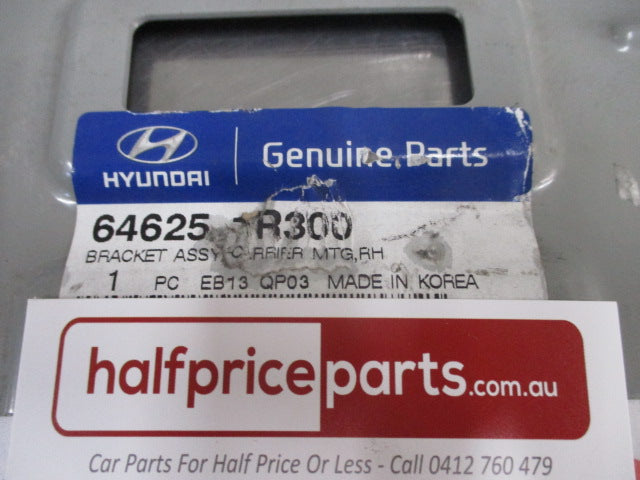 HYUNDAI
Genuine Parts
64625 R300
BRACKET ASSY, CARRIER MTG,RH
1 PC EB13 QP03 MADE IN KOREA
halfpriceparts.com.au
Car Parts For Half Price Or Less - Call 0412 760 479